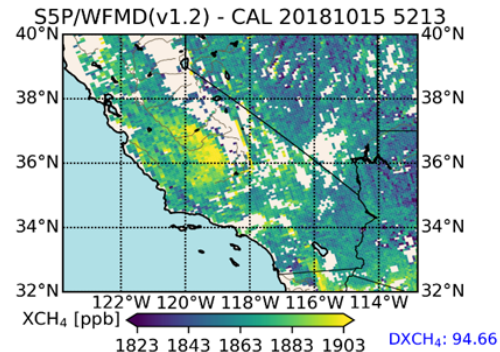 S5P/WFMD(v1.2) - CAL 20181015 5213
40°N 40°N
38°N 38°N
36°N 36°N
34°N 34°N
32°N 32°N
122°W 120°W 118°W 116°W 114°W
XCH₄ [ppb]
1823 1843 1863 1883 1903
DXCH₄: 94.66